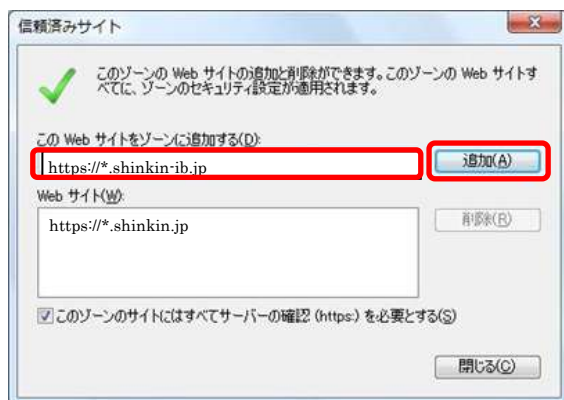 信頼済みサイト
このゾーンの Web サイトの追加と削除ができます。このゾーンの Web サイトす
べてに、ゾーンのセキュリティ設定が適用されます。
この Web サイトをゾーンに追加する(D):
https://*.shinkin-ib.jp
追加(A)
Web サイト(W):
https://*.shinkin.jp
削除(R)
このゾーンのサイトにはすべてサーバーの確認 (https:) を必要とする(S)
閉じる(C)